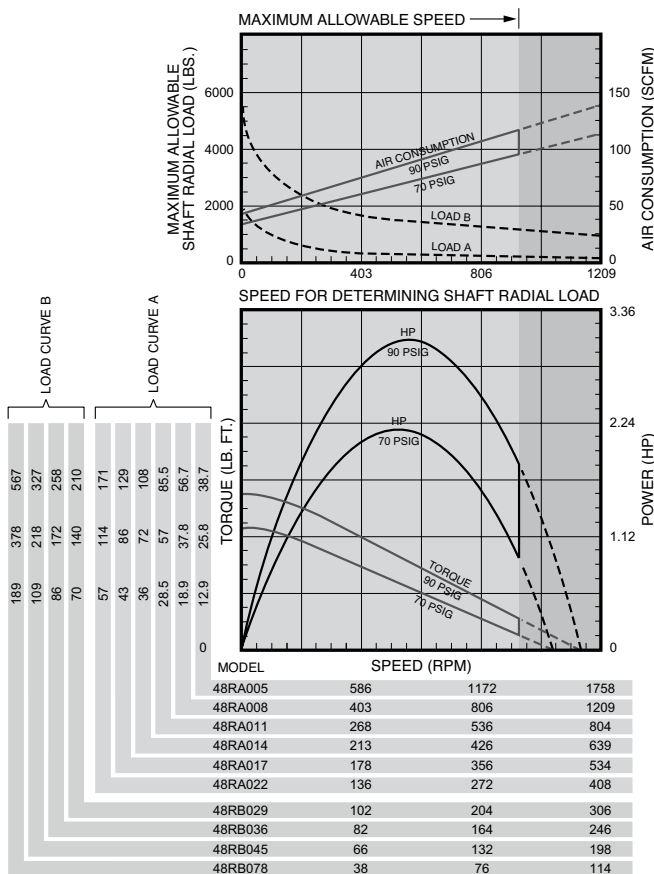 MAXIMUM ALLOWABLE SPEED
MAXIMUM ALLOWABLE
SHAFT RADIAL LOAD (LBS.)
6000
4000
2000
0
AIR CONSUMPTION
90 PSIG
70 PSIG
LOAD B
LOAD A
150
100
50
0
AIR CONSUMPTION (SCFM)
0 403 806 1209
SPEED FOR DETERMINING SHAFT RADIAL LOAD
LOAD CURVE B
LOAD CURVE A
567 327 258 210 171 129 108 85.5 56.7 38.7
378 218 172 140 114 86 72 57 37.8 25.8
189 109 86 70 57 43 36 28.5 18.9 12.9
0
TORQUE (LB. FT.)
HP
90 PSIG
HP
70 PSIG
TORQUE
90 PSIG
70 PSIG
3.36
2.24
1.12
0
POWER (HP)
MODEL SPEED (RPM)
48RA005 586 1172 1758
48RA008 403 806 1209
48RA011 268 536 804
48RA014 213 426 639
48RA017 178 356 534
48RA022 136 272 408
48RB029 102 204 306
48RB036 82 164 246
48RB045 66 132 198
48RB078 38 76 114